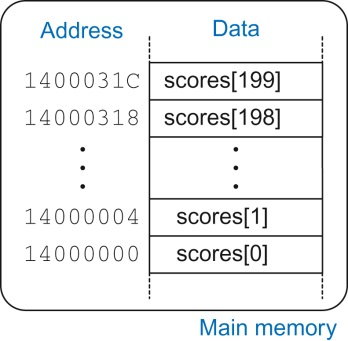 Address Data
1400031C scores[199]
14000318 scores[198]
14000004 scores[1]
14000000 scores[0]
Main memory